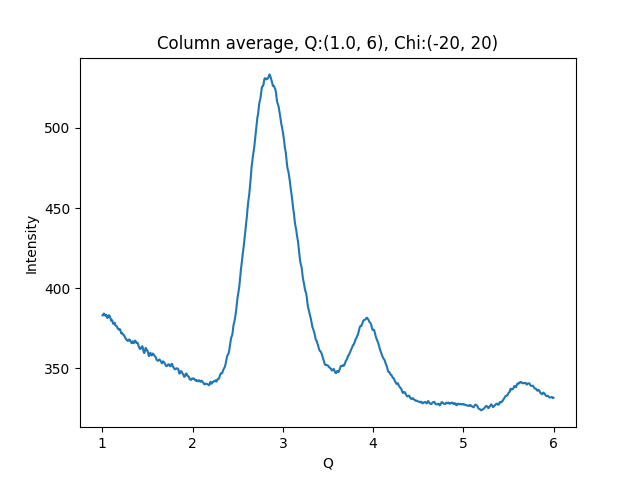 Column average, Q:(1.0, 6), Chi:(-20, 20)
500
450
400
350
Intensity
1 2 3 4 5 6
Q